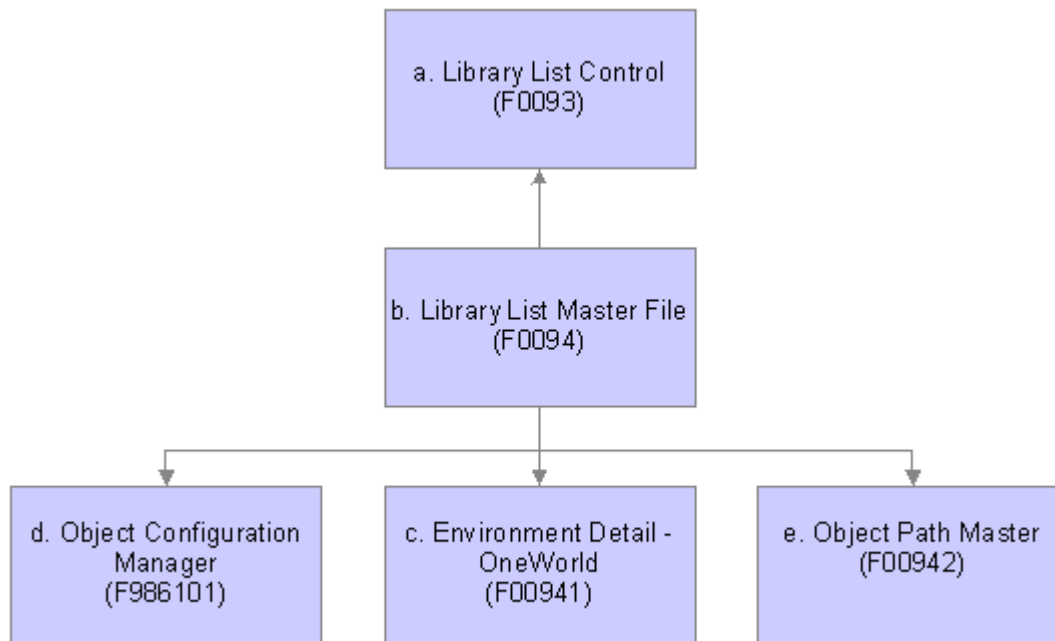 a. Library List Control
(F0093)
b. Library List Master File
(F0094)
d. Object Configuration
Manager
(F986101)
c. Environment Detail -
OneWorld
(F00941)
e. Object Path Master
(F00942)